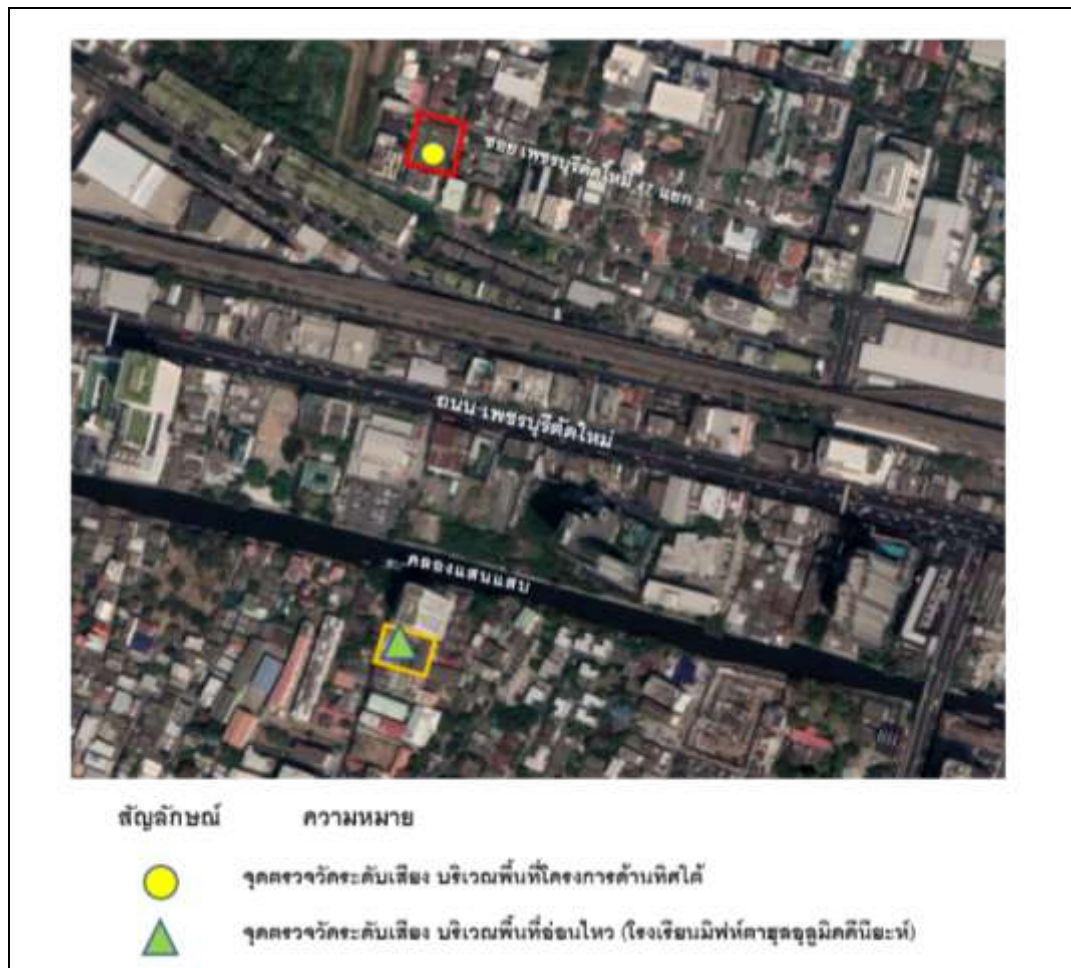 ซอย เพชรบุรีตัดใหม่ 47 แยก 3
ถนน เพชรบุรีตัดใหม่
คลองแสนแสบ
สัญลักษณ์ ความหมาย
จุดตรวจวัดระดับเสียง บริเวณพื้นที่โครงการด้านทิศใต้
จุดตรวจวัดระดับเสียง บริเวณพื้นที่อ่อนไหว (โรงเรียนมิฟห์ตาฮุลอุลูมิดดีนียะห์)